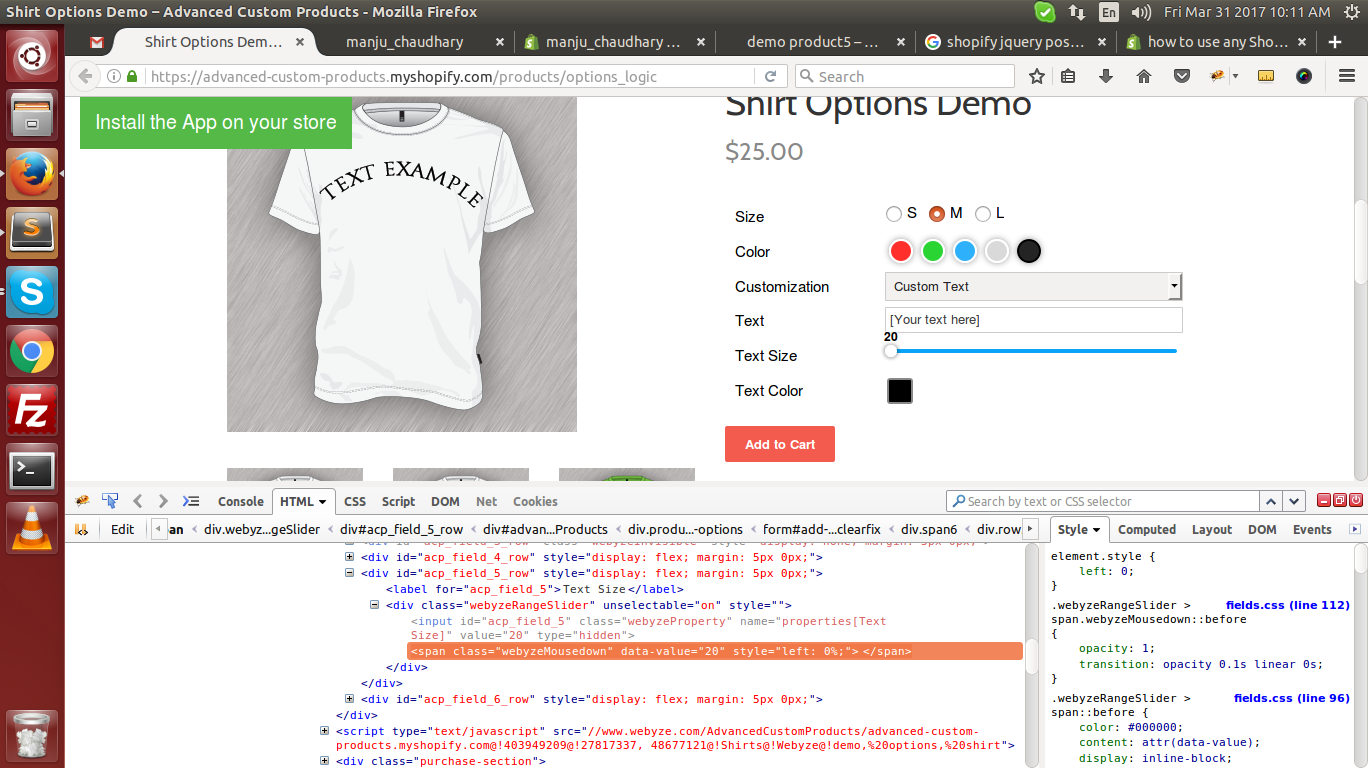 Shirt Options Demo – Advanced Custom Products - Mozilla Firefox
En
Fri Mar 31 2017 10:11 AM
Shirt Options Dem…
manju_chaudhary
manju_chaudhary …
demo product5 – …
shopify jquery pos…
how to use any Sho…
https://advanced-custom-products.myshopify.com/products/options_logic
Search
Install the App on your store
TEXT EXAMPLE
Shirt Options Demo
$25.00
Size
S
M
L
Color
Customization
Custom Text
Text
[Your text here]
20
Text Size
Text Color
Add to Cart
Console
HTML
CSS
Script
DOM
Net
Cookies
Search by text or CSS selector
Edit
an < div.webyz...geSlider < div#acp_field_5_row < div#advan...Products < div.produ...-options < form#add-...clearfix < div.span6 < div.row
<div id="acp_field_4_row" style="display: flex; margin: 5px 0px;">
<div id="acp_field_5_row" style="display: flex; margin: 5px 0px;">
<label for="acp_field_5">Text Size</label>
<div class="webyzeRangeSlider" unselectable="on" style="">
<input id="acp_field_5" class="webyzeProperty" name="properties[Text
Size]" value="20" type="hidden">
<span class="webyzeMousedown" data-value="20" style="left: 0%;"> </span>
</div>
</div>
<div id="acp_field_6_row" style="display: flex; margin: 5px 0px;">
</div>
<script type="text/javascript" src="//www.webyze.com/AdvancedCustomProducts/advanced-custom-
products.myshopify.com@!403949209@!27817337, 48677121@!Shirts@!Webyze@!demo,%20options,%20shirt">
<div class="purchase-section">
Style
Computed
Layout
DOM
Events
element.style {
left: 0;
}
.webyzeRangeSlider > fields.css (line 112)
span.webyzeMousedown::before
{
opacity: 1;
transition: opacity 0.1s linear 0s;
}
.webyzeRangeSlider > fields.css (line 96)
span::before {
color: #000000;
content: attr(data-value);
display: inline-block;